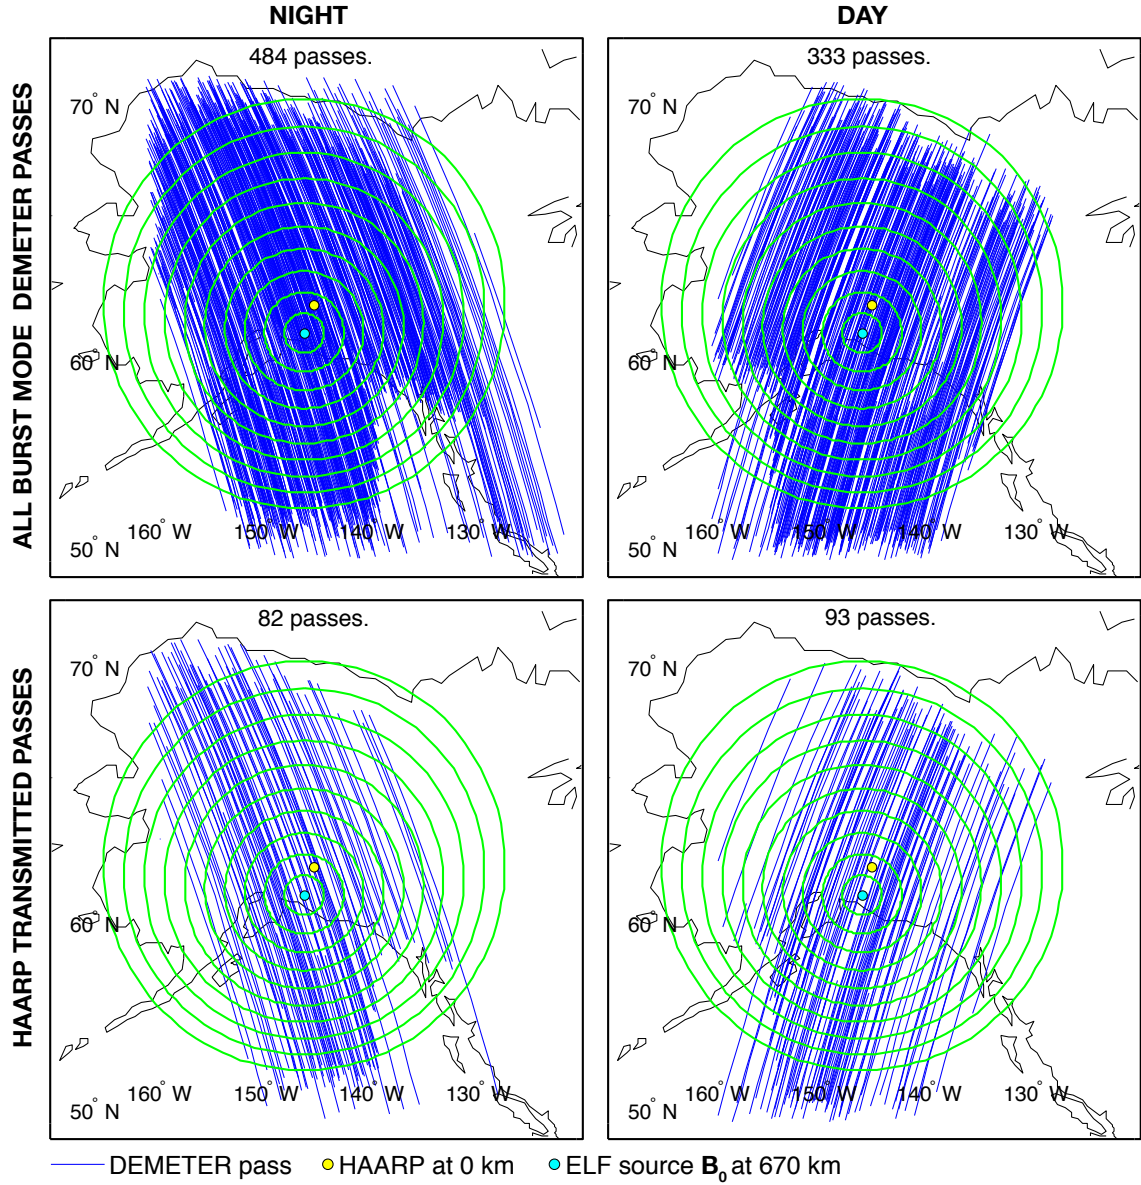 NIGHT
DAY
ALL BURST MODE DEMETER PASSES
484 passes.
70° N
60° N
50° N
160° W
150° W
140° W
130° W
333 passes.
70° N
60° N
50° N
160° W
150° W
140° W
130° W
HAARP TRANSMITTED PASSES
82 passes.
70° N
60° N
50° N
160° W
150° W
140° W
130° W
93 passes.
70° N
60° N
50° N
160° W
150° W
140° W
130° W
DEMETER pass
HAARP at 0 km
ELF source B₀ at 670 km